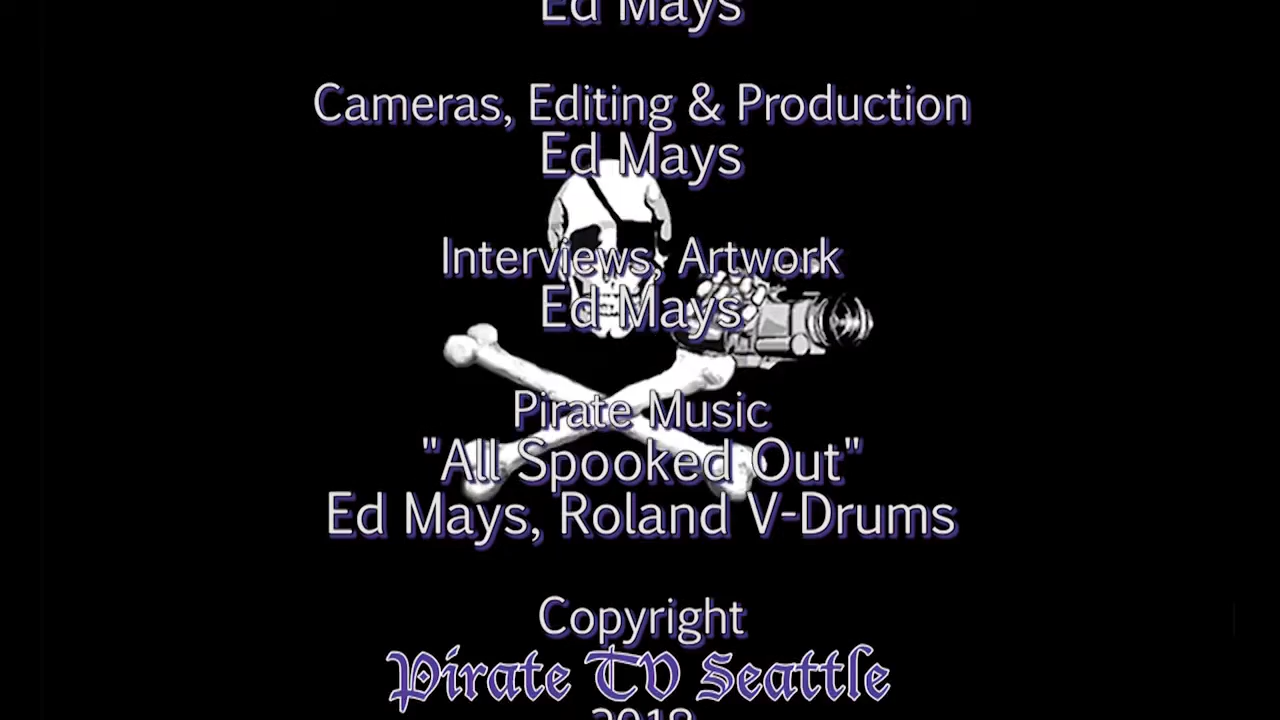 Ed Mays
Cameras, Editing & Production
Ed Mays
Interviews, Artwork
Ed Mays
Pirate Music
"All Spooked Out"
Ed Mays, Roland V-Drums
Copyright
Pirate TV Seattle
2018